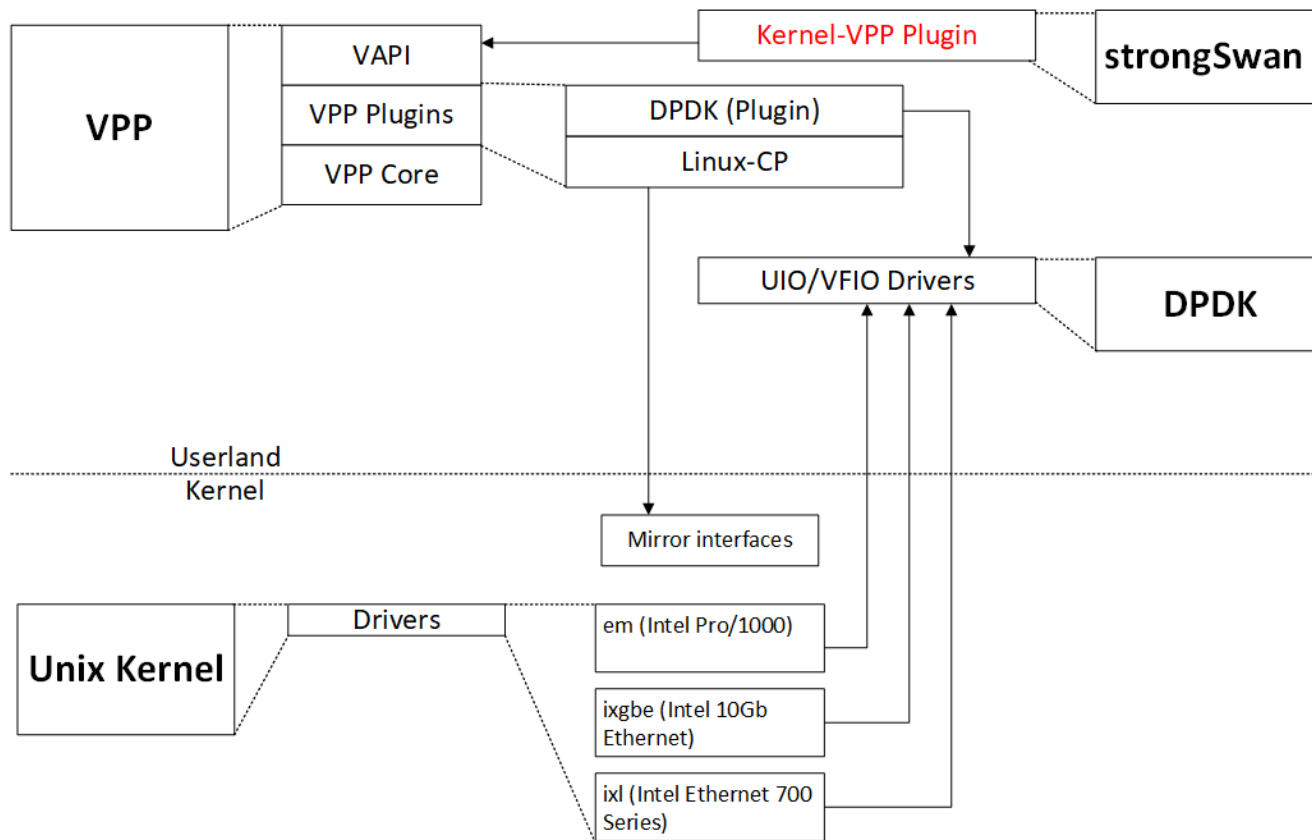 Kernel-VPP Plugin
strongSwan
VPP
VAPI
VPP Plugins
VPP Core
DPDK (Plugin)
Linux-CP
UIO/VFIO Drivers
DPDK
Userland
Kernel
Mirror interfaces
Unix Kernel
Drivers
em (Intel Pro/1000)
ixgbe (Intel 10Gb
Ethernet)
ixl (Intel Ethernet 700
Series)